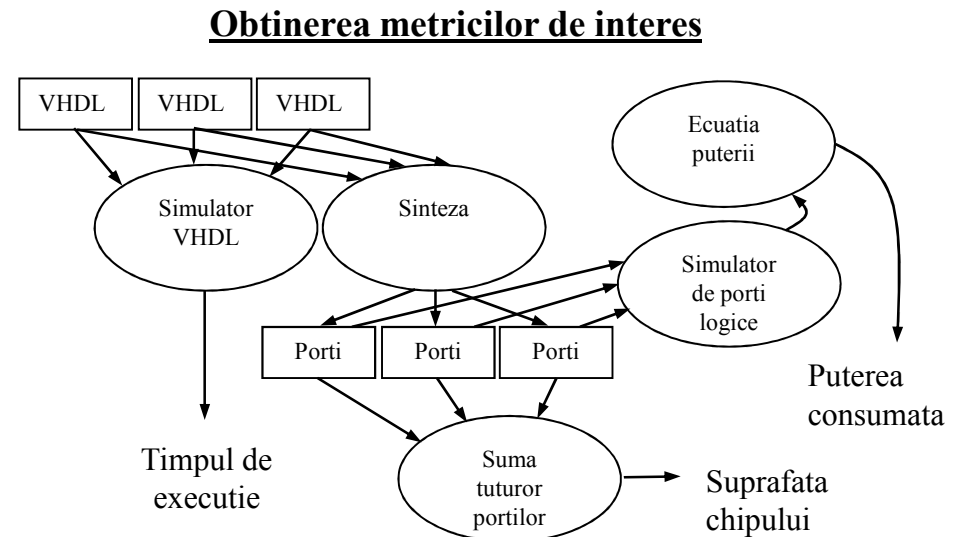 Obtinerea metricilor de interes
VHDL
VHDL
VHDL
Ecuatia
puterii
Simulator
VHDL
Sinteza
Simulator
de porti
logice
Porti
Porti
Porti
Puterea
consumata
Timpul de
executie
Suma
tuturor
portilor
Suprafata
chipului